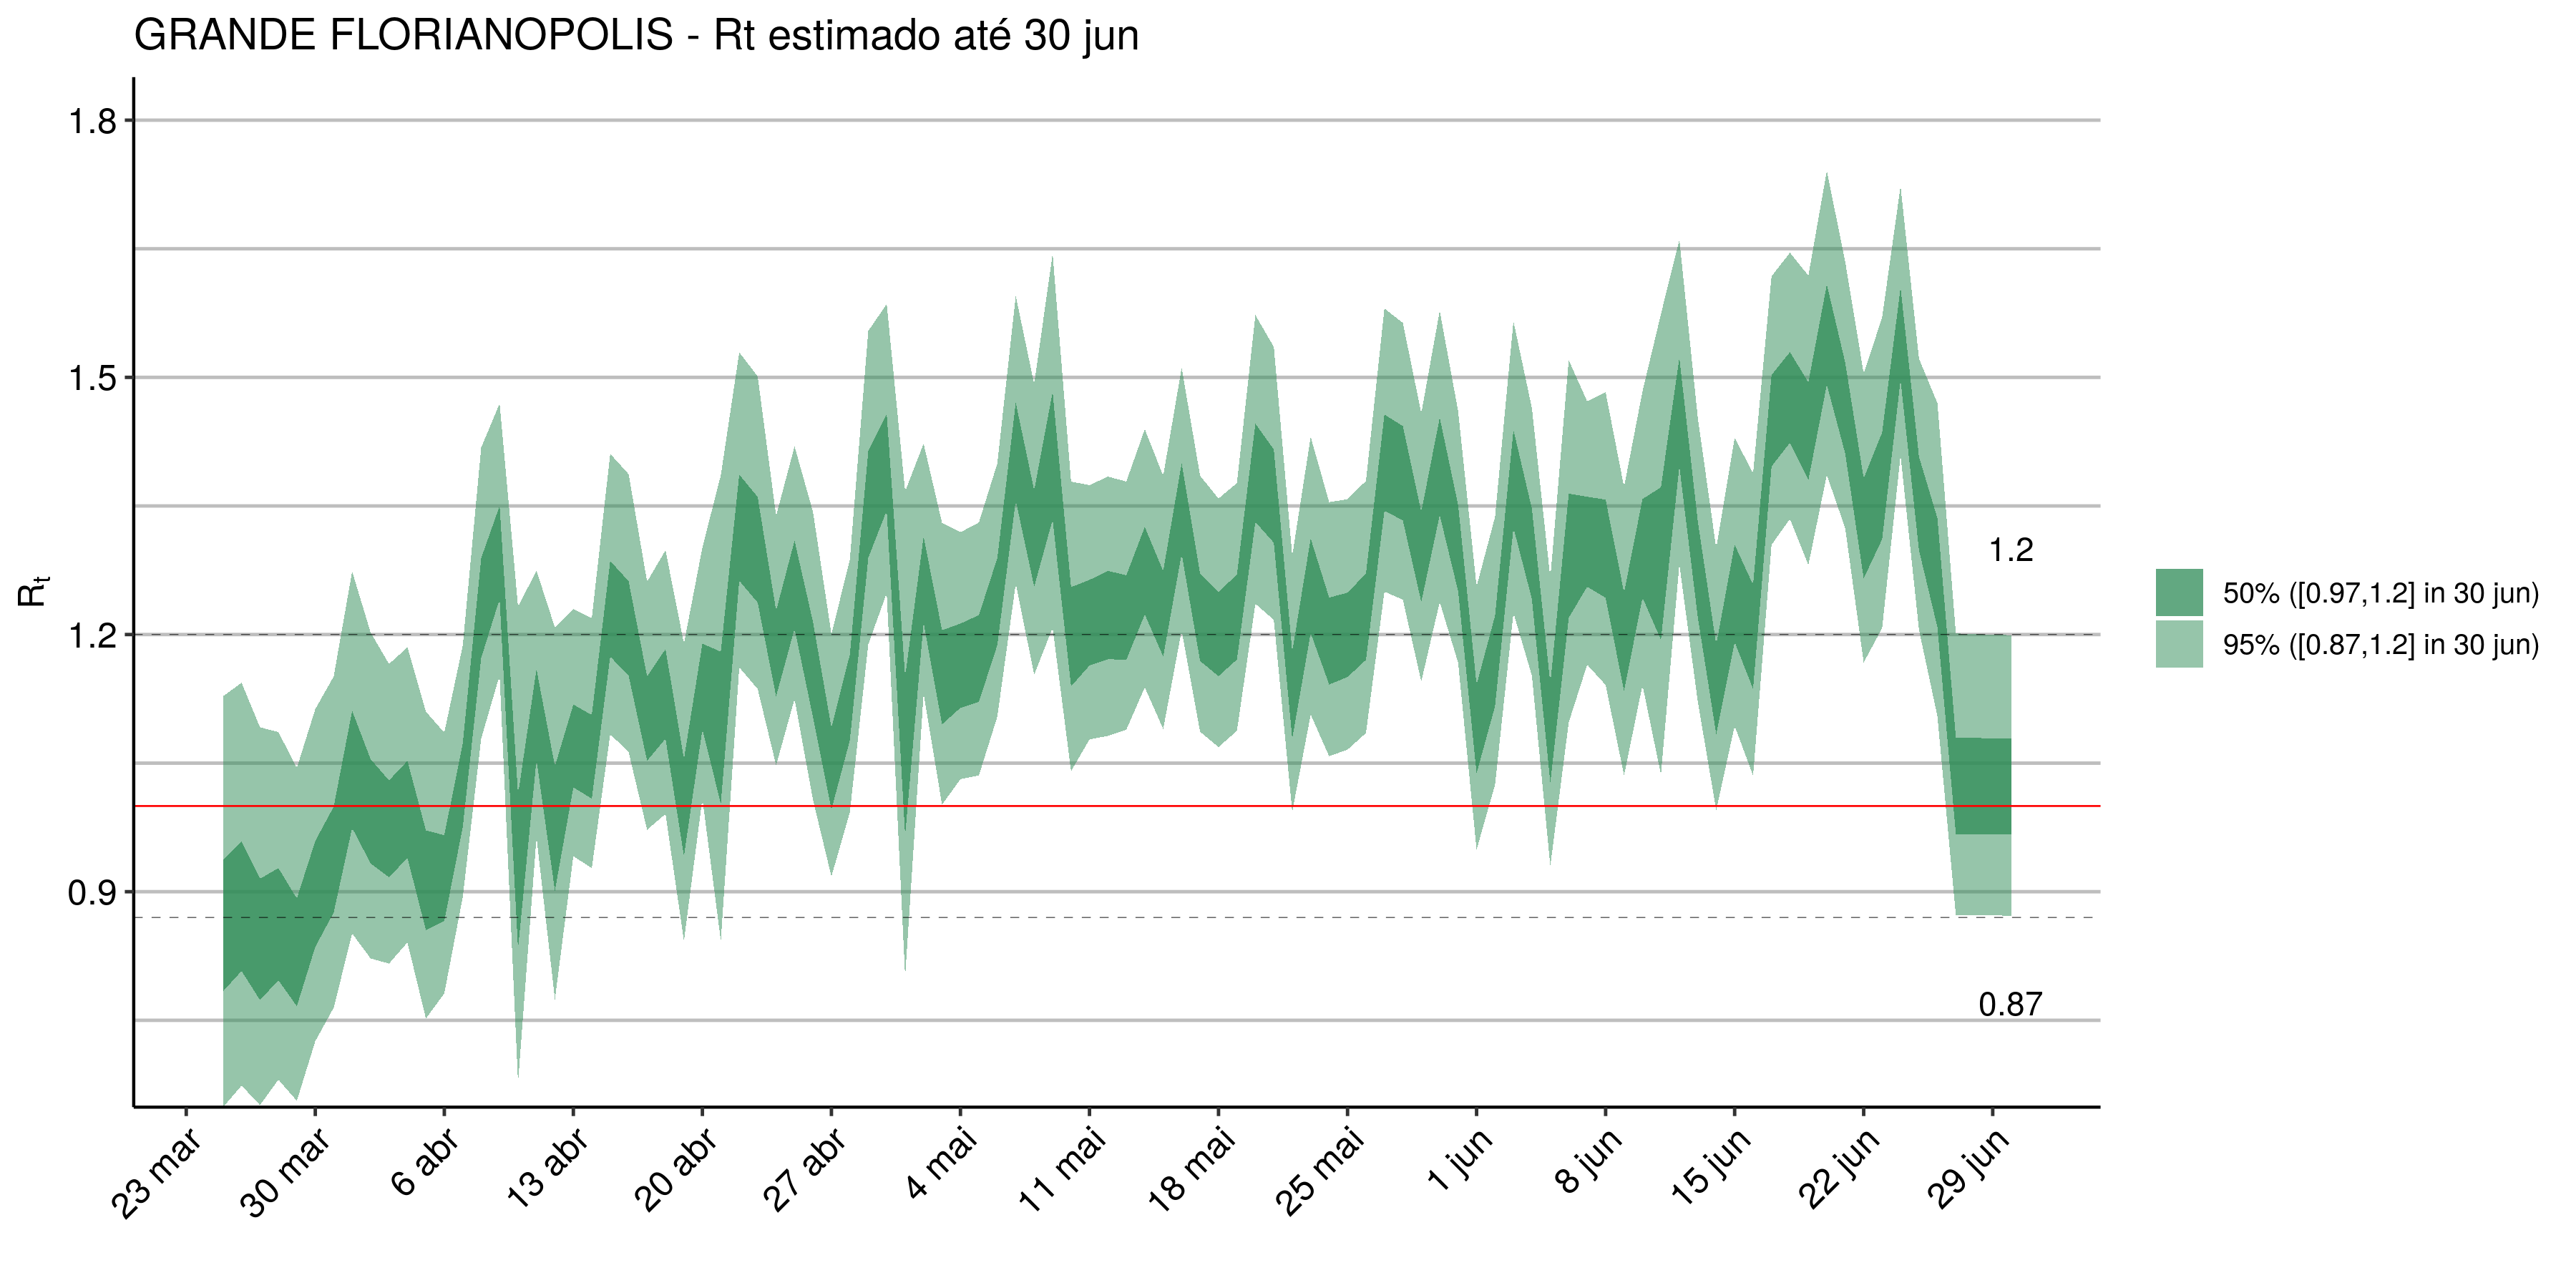 GRANDE FLORIANOPOLIS - Rt estimado até 30 jun
Rt
1.8
1.5
1.2
0.9
1.2
0.87
23 mar
30 mar
6 abr
13 abr
20 abr
27 abr
4 mai
11 mai
18 mai
25 mai
1 jun
8 jun
15 jun
22 jun
29 jun
50% ([0.97,1.2] in 30 jun)
95% ([0.87,1.2] in 30 jun)